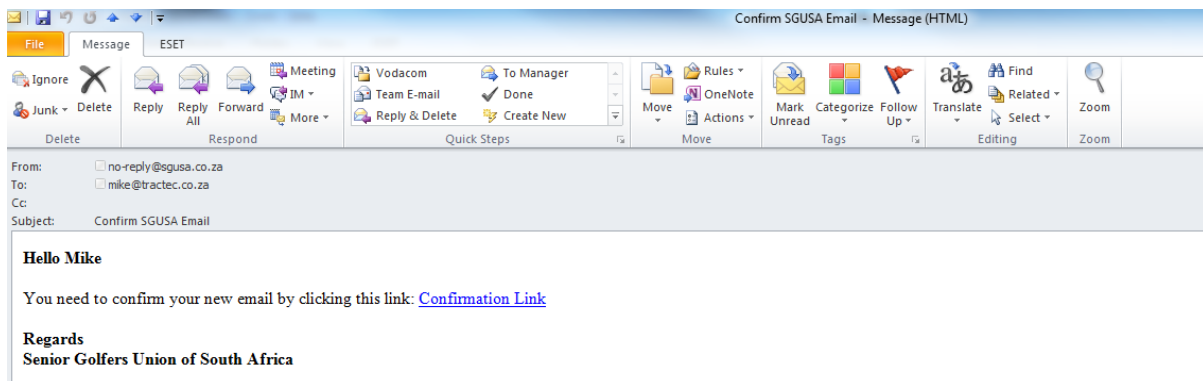 Confirm SGUSA Email - Message (HTML)
File Message ESET
Ignore
Junk
Delete
Delete
Reply
Reply All
Forward
Meeting
IM
More
Respond
Vodacom
Team E-mail
Reply & Delete
To Manager
Done
Create New
Quick Steps
Move
Rules
OneNote
Actions
Move
Mark Unread
Categorize
Follow Up
Tags
Translate
Find
Related
Select
Editing
Zoom
Zoom
From: no-reply@sgusa.co.za
To: mike@tractec.co.za
Cc:
Subject: Confirm SGUSA Email
Hello Mike
You need to confirm your new email by clicking this link: Confirmation Link
Regards
Senior Golfers Union of South Africa